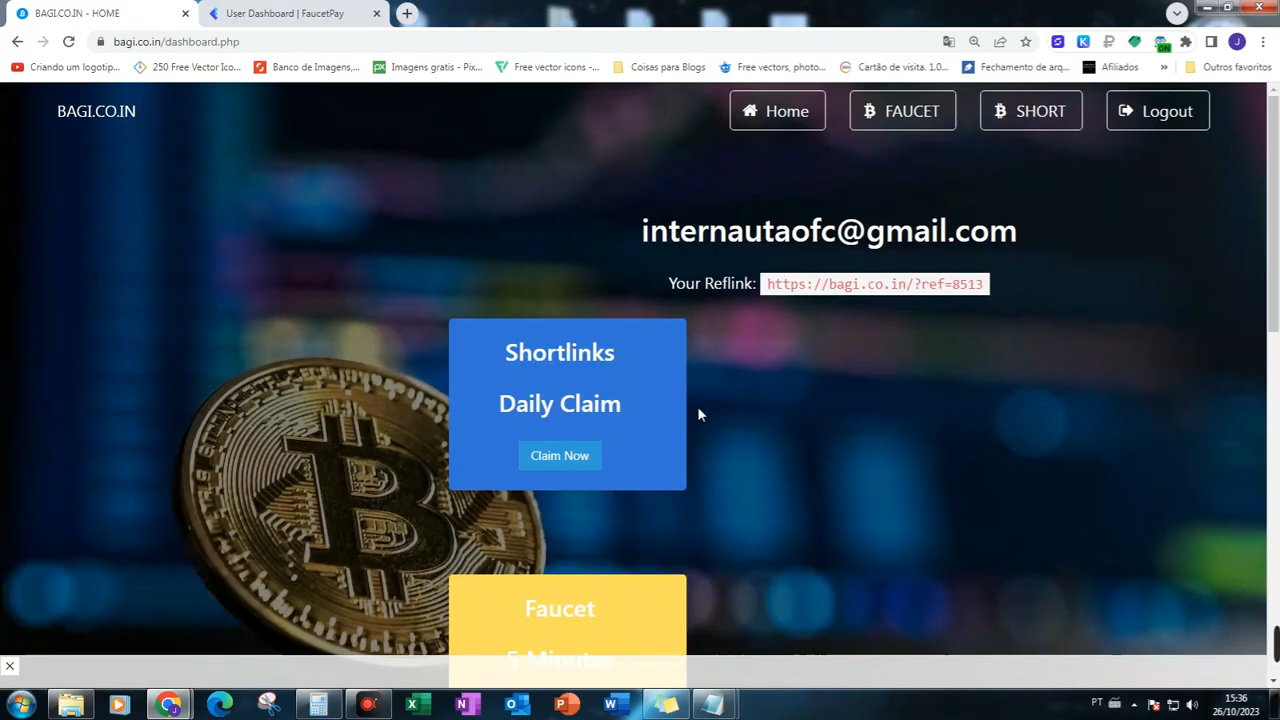 BAGI.CO.IN - HOME
User Dashboard | FaucetPay
bagi.co.in/dashboard.php
Criando um logotip...
250 Free Vector Ico...
Banco de Imagens,...
Imagens gratis - Pix...
Free vector icons -...
Coisas para Blogs
Free vectors, photo...
Cartão de visita. 1.0...
Fechamento de arq...
Afiliados
»
Outros favoritos
BAGI.CO.IN
Home
FAUCET
SHORT
Logout
internautaofc@gmail.com
Your Reflink: https://bagi.co.in/?ref=8513
Shortlinks
Daily Claim
Claim Now
Faucet
5 Minutes
PT
15:36
26/10/2023